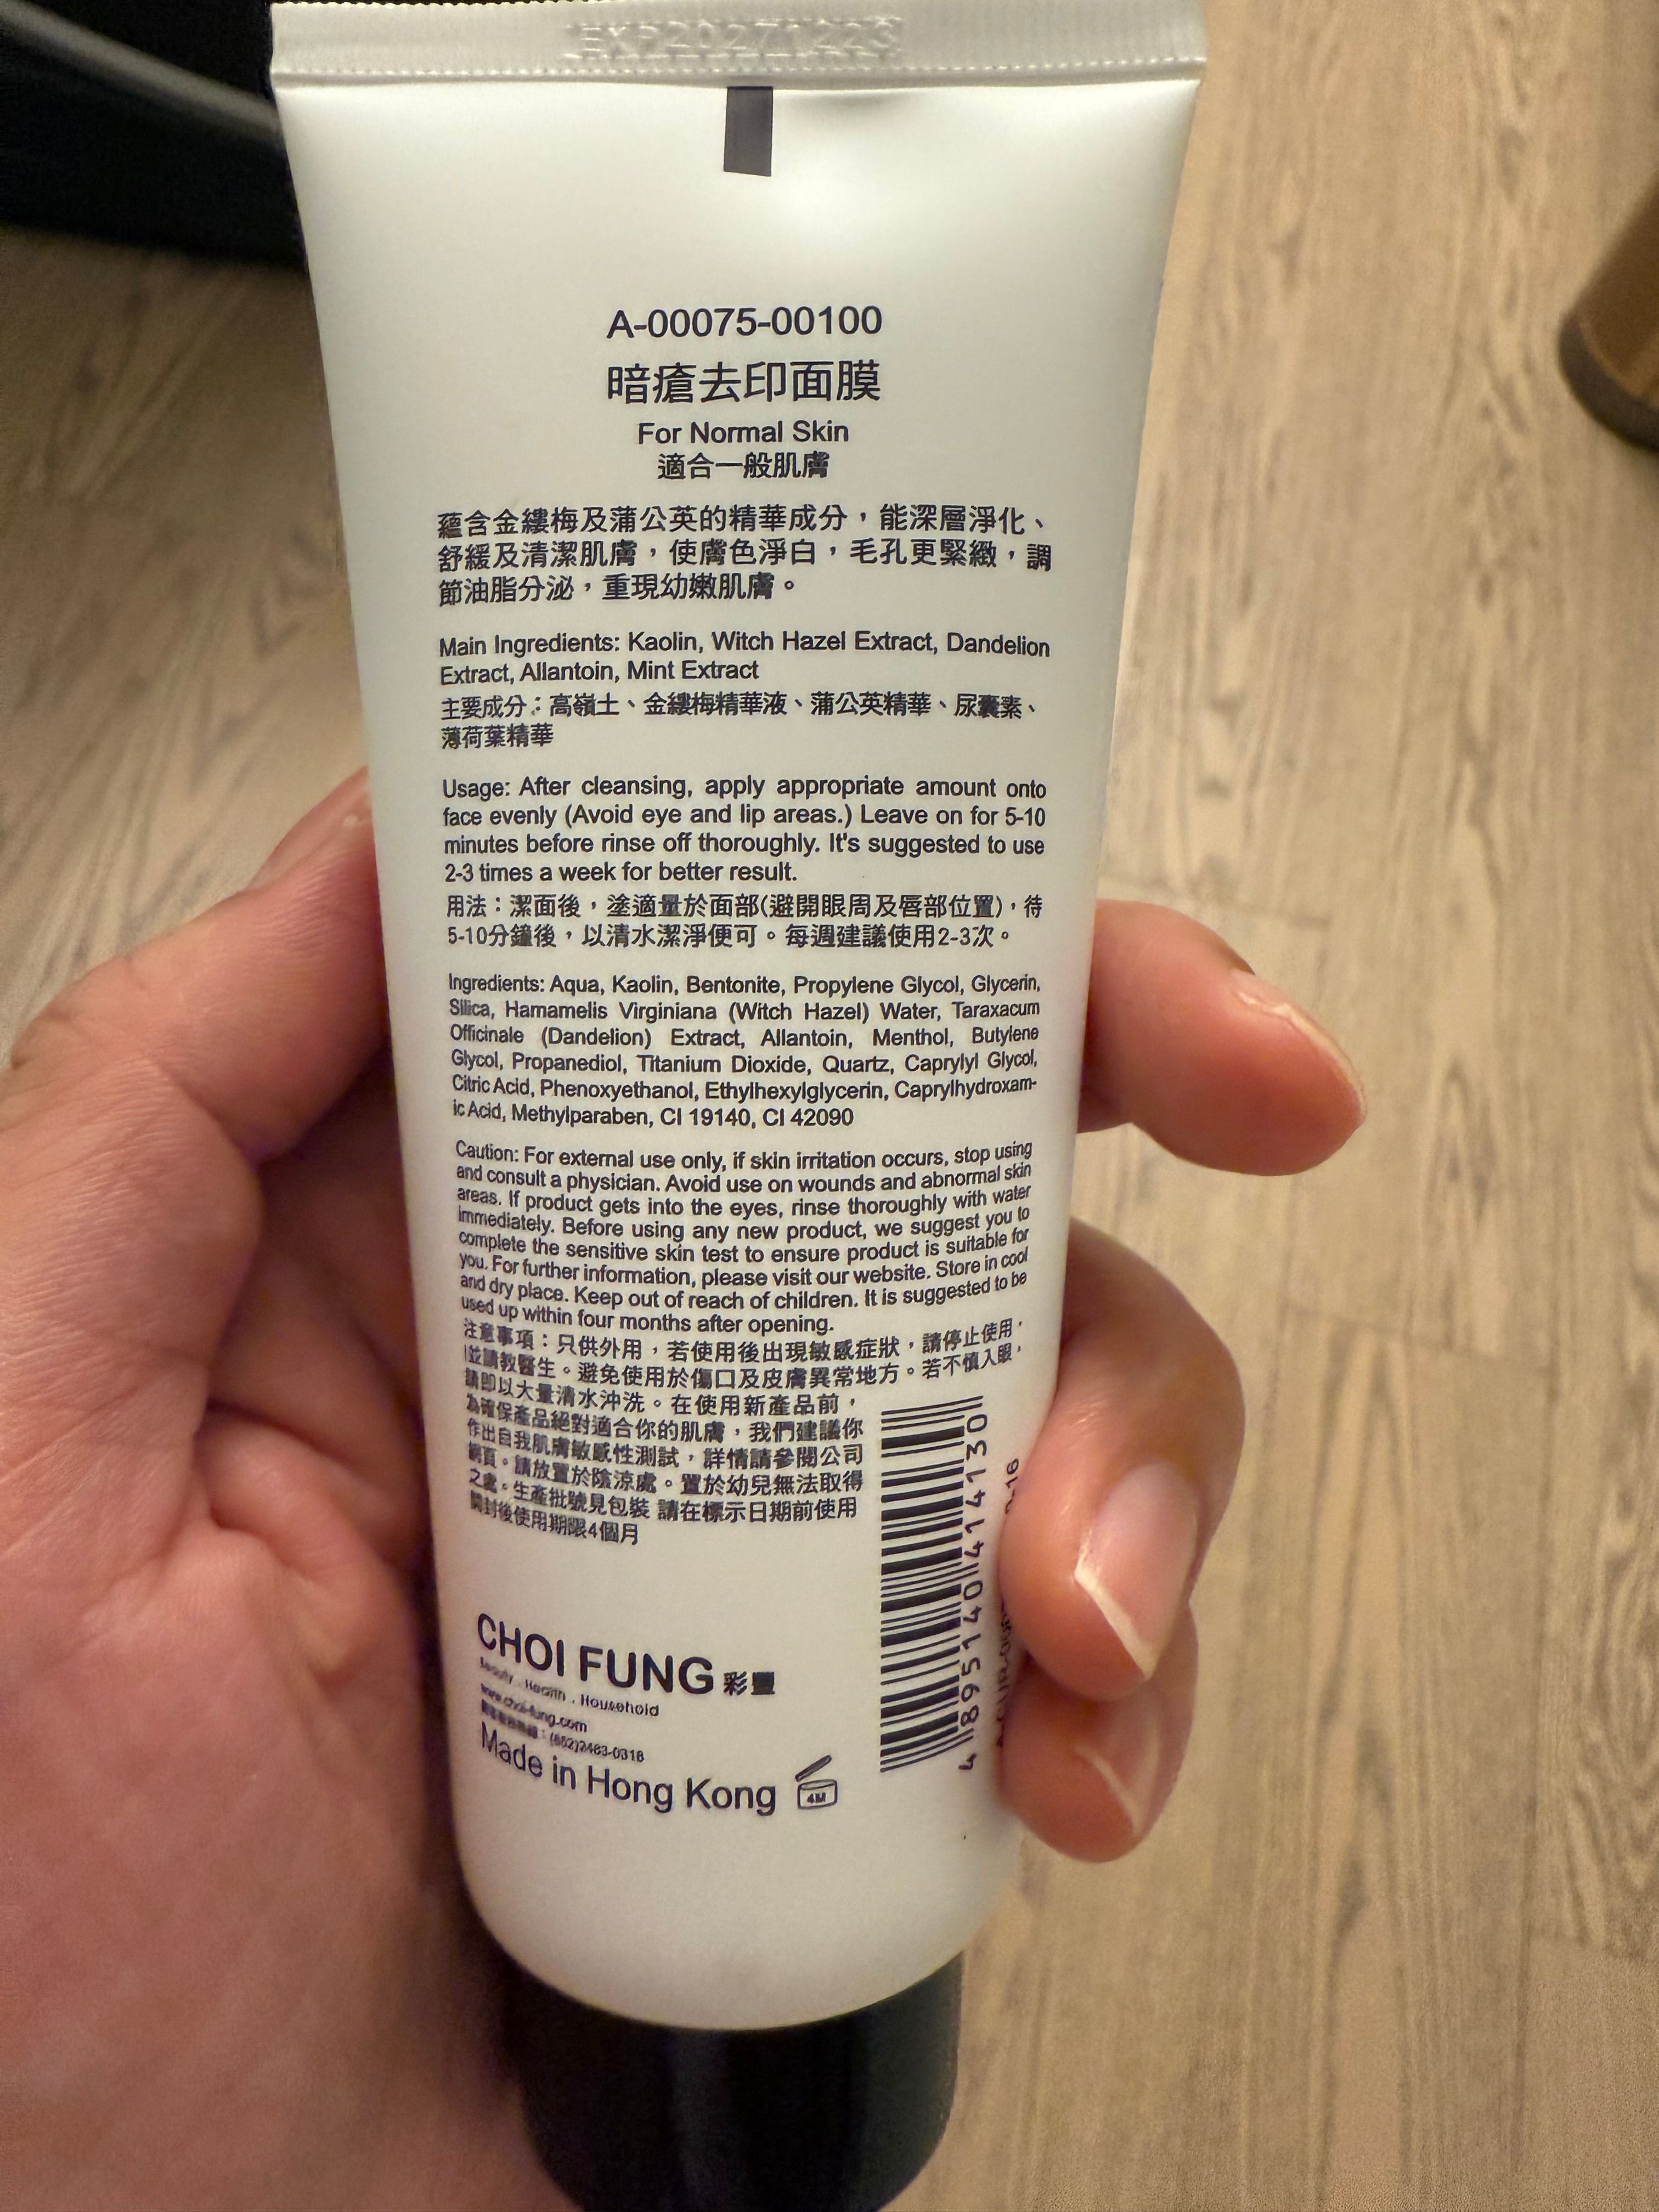 EXP20271223
A-00075-00100
暗瘡去印面膜
For Normal Skin
適合一般肌膚
蘊含金縷梅及蒲公英的精華成分，能深層淨化、
舒緩及清潔肌膚，使膚色淨白，毛孔更緊緻，調
節油脂分泌，重現幼嫩肌膚。
Main Ingredients: Kaolin, Witch Hazel Extract, Dandelion
Extract, Allantoin, Mint Extract
主要成分：高嶺土、金縷梅精華液、蒲公英精華、尿囊素、
薄荷葉精華
Usage: After cleansing, apply appropriate amount onto
face evenly (Avoid eye and lip areas.) Leave on for 5-10
minutes before rinse off thoroughly. It's suggested to use
2-3 times a week for better result.
用法：潔面後，塗適量於面部(避開眼周及唇部位置)，待
5-10分鐘後，以清水潔淨便可。每週建議使用2-3次。
Ingredients: Aqua, Kaolin, Bentonite, Propylene Glycol, Glycerin,
Silica, Hamamelis Virginiana (Witch Hazel) Water, Taraxacum
Officinale (Dandelion) Extract, Allantoin, Menthol, Butylene
Glycol, Propanediol, Titanium Dioxide, Quartz, Caprylyl Glycol,
Citric Acid, Phenoxyethanol, Ethylhexylglycerin, Caprylhydroxam-
ic Acid, Methylparaben, CI 19140, CI 42090
Caution: For external use only, if skin irritation occurs, stop using
and consult a physician. Avoid use on wounds and abnormal skin
areas. If product gets into the eyes, rinse thoroughly with water
immediately. Before using any new product, we suggest you to
complete the sensitive skin test to ensure product is suitable for
you. For further information, please visit our website. Store in cool
and dry place. Keep out of reach of children. It is suggested to be
used up within four months after opening.
注意事項：只供外用，若使用後出現敏感症狀，請停止使用，
並請教醫生。避免使用於傷口及皮膚異常地方。若不慎入眼，
請即以大量清水沖洗。在使用新產品前，
為確保產品絕對適合你的肌膚，我們建議你
作出自我肌膚敏感性測試，詳情請參閱公司
網頁。請放置於陰涼處。置於幼兒無法取得
之處。生產批號見包裝 請在標示日期前使用
開封後使用期限4個月
4 895140 414130
CHOI FUNG 彩豐
Beauty . Health . Household
www.choi-fung.com
(852)2463-0318
Made in Hong Kong
4M